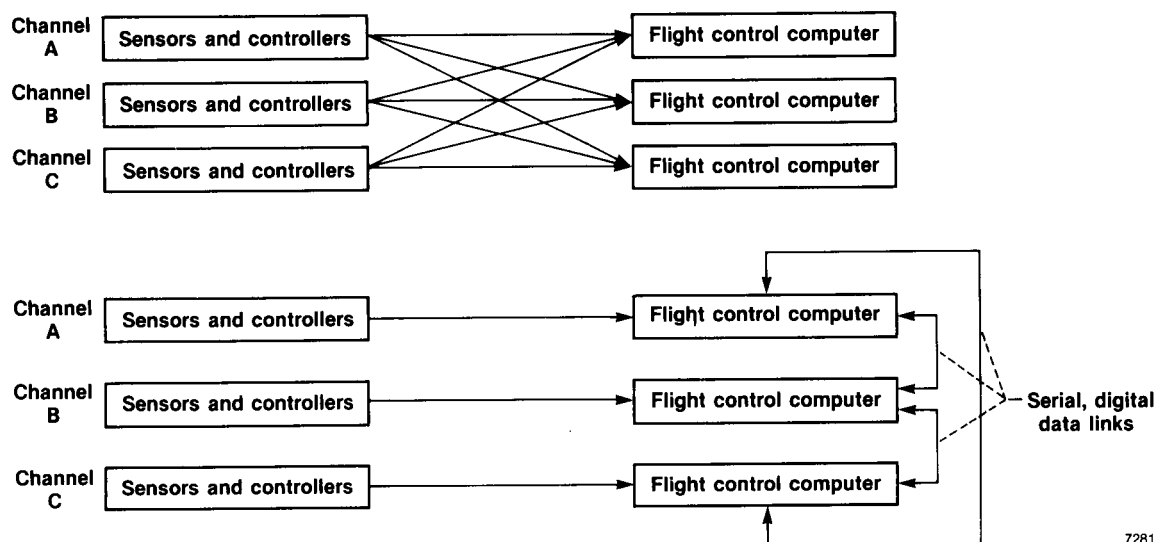 Channel
A
Sensors and controllers
Flight control computer
Channel
B
Sensors and controllers
Flight control computer
Channel
C
Sensors and controllers
Flight control computer
Channel
A
Sensors and controllers
Flight control computer
Channel
B
Sensors and controllers
Flight control computer
Serial, digital
data links
Channel
C
Sensors and controllers
Flight control computer
7281